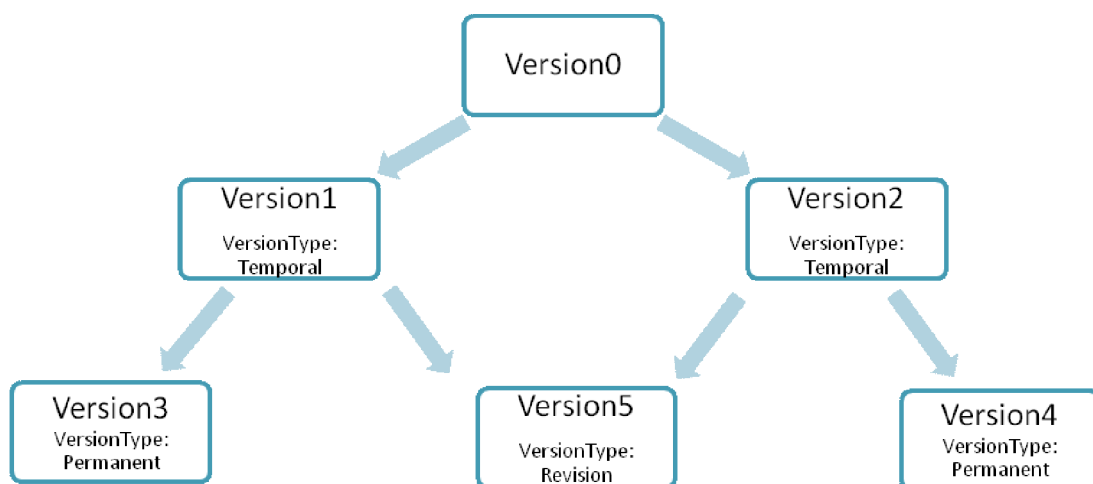 Version0
Version1
VersionType:
Temporal
Version2
VersionType:
Temporal
Version3
VersionType:
Permanent
Version5
VersionType:
Revision
Version4
VersionType:
Permanent